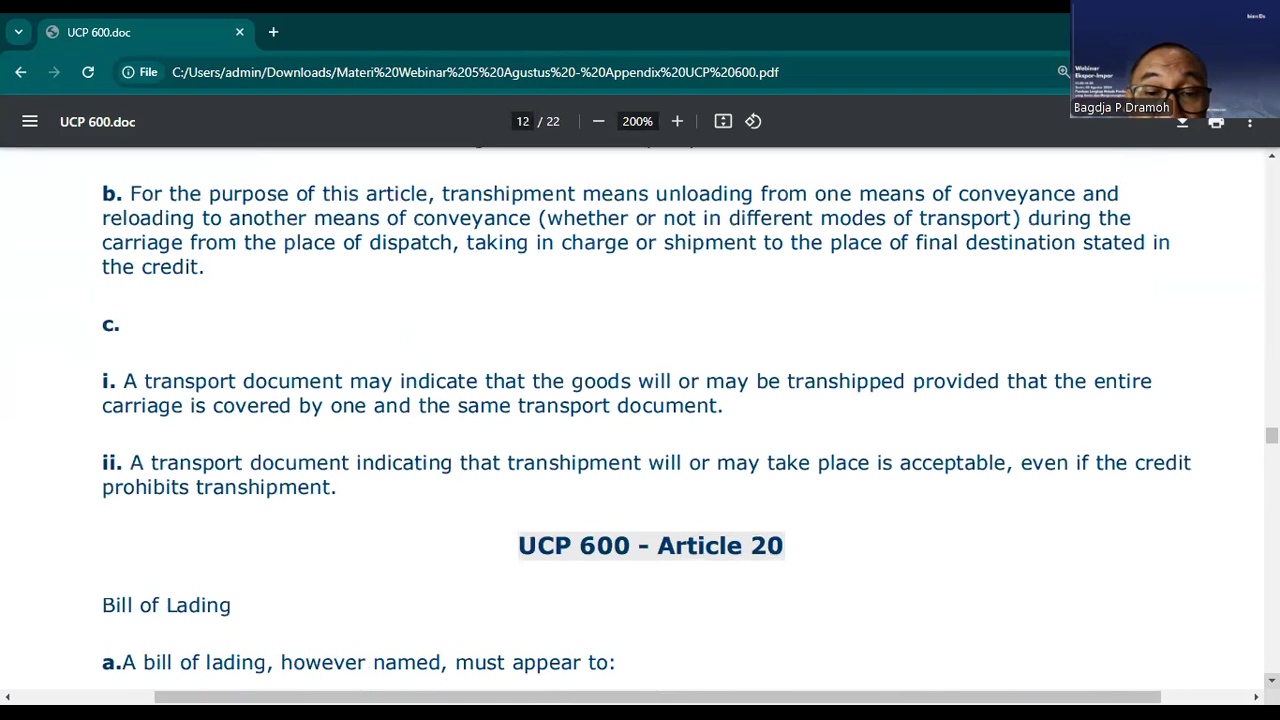 UCP 600.doc
File
C:/Users/admin/Downloads/Materi%20Webinar%205%20Agustus%20-%20Appendix%20UCP%20600.pdf
Webinar
Ekspor-Impor
Bagdja P Dramoh
UCP 600.doc
12 / 22
200%
b. For the purpose of this article, transhipment means unloading from one means of conveyance and
reloading to another means of conveyance (whether or not in different modes of transport) during the
carriage from the place of dispatch, taking in charge or shipment to the place of final destination stated in
the credit.
c.
i. A transport document may indicate that the goods will or may be transhipped provided that the entire
carriage is covered by one and the same transport document.
ii. A transport document indicating that transhipment will or may take place is acceptable, even if the credit
prohibits transhipment.
UCP 600 - Article 20
Bill of Lading
a.A bill of lading, however named, must appear to: